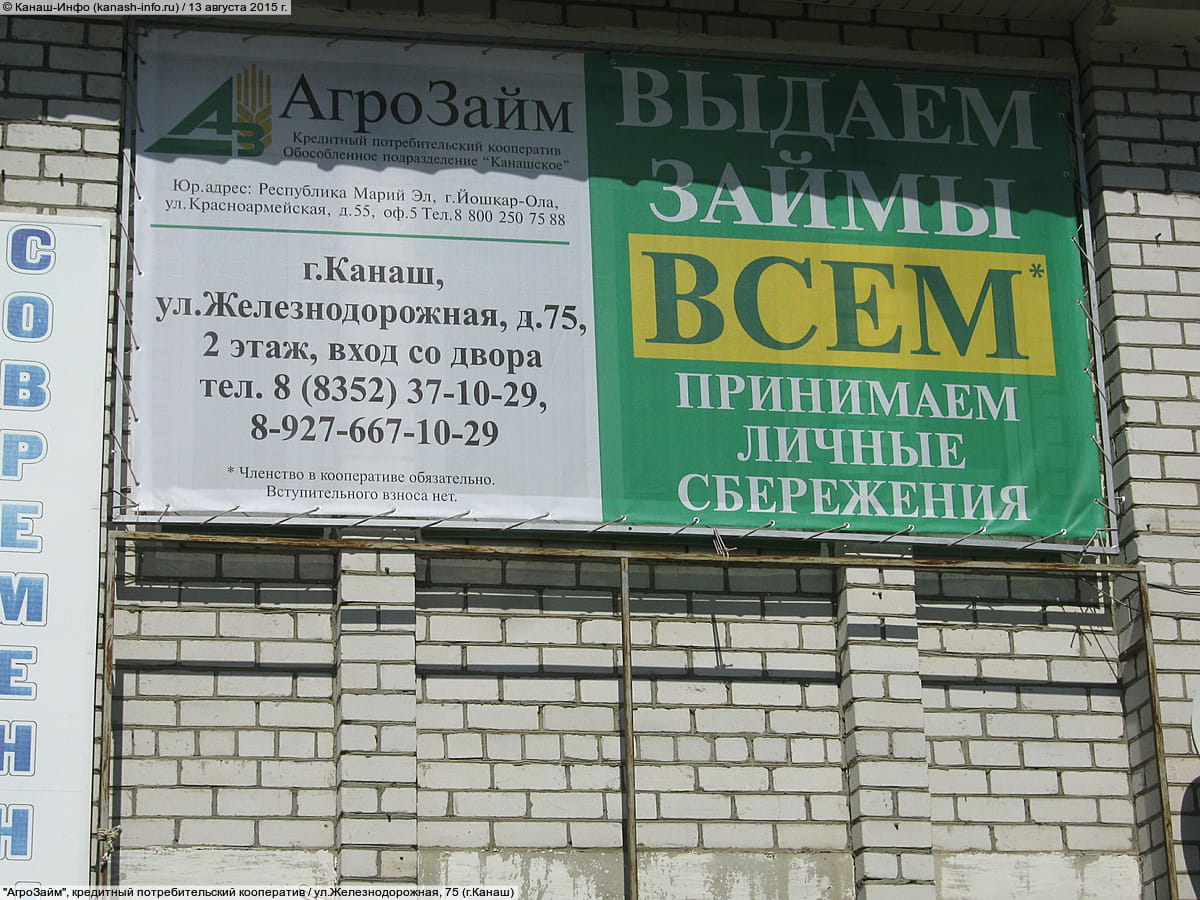 © Канаш-Инфо (kanash-info.ru) / 13 августа 2015 г.
АЗ
АгроЗайм
Кредитный потребительский кооператив
Обособленное подразделение "Канашское"
Юр.адрес: Республика Марий Эл, г.Йошкар-Ола,
ул.Красноармейская, д.55, оф.5 Тел.8 800 250 75 88
г.Канаш,
ул.Железнодорожная, д.75,
2 этаж, вход со двора
тел. 8 (8352) 37-10-29,
8-927-667-10-29
* Членство в кооперативе обязательно.
Вступительного взноса нет.
ВЫДАЕМ
ЗАЙМЫ
ВСЕМ*
ПРИНИМАЕМ
ЛИЧНЫЕ
СБЕРЕЖЕНИЯ
С
О
В
Р
Е
М
Е
Н
Н
"АгроЗайм", кредитный потребительский кооператив / ул.Железнодорожная, 75 (г.Канаш)